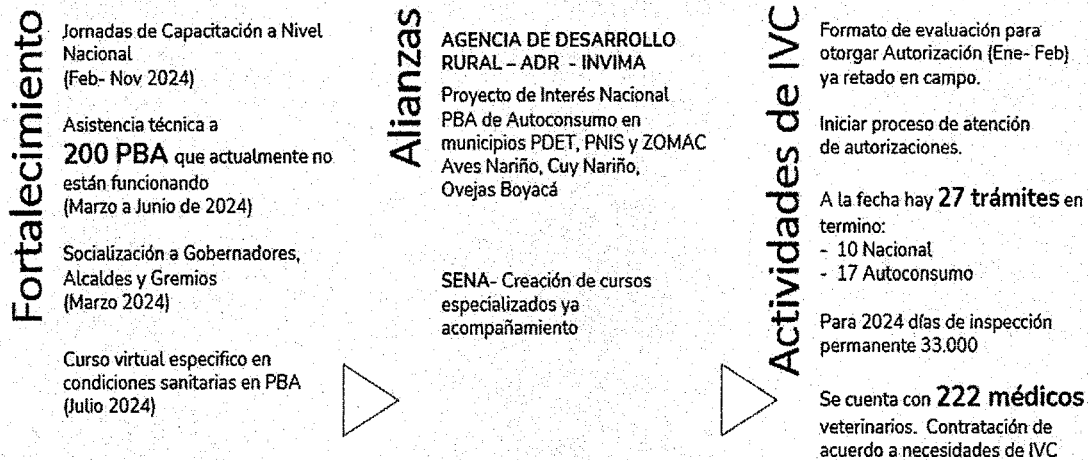 Fortalecimiento
Jornadas de Capacitación a Nivel
Nacional
(Feb- Nov 2024)
Asistencia técnica a
200 PBA que actualmente no
están funcionando
(Marzo a Junio de 2024)
Socialización a Gobernadores,
Alcaldes y Gremios
(Marzo 2024)
Curso virtual especifico en
condiciones sanitarias en PBA
(Julio 2024)
Alianzas
AGENCIA DE DESARROLLO
RURAL – ADR - INVIMA
Proyecto de Interés Nacional
PBA de Autoconsumo en
municipios PDET, PNIS y ZOMAC
Aves Nariño, Cuy Nariño,
Ovejas Boyacá
SENA- Creación de cursos
especializados ya
acompañamiento
Actividades de IVC
Formato de evaluación para
otorgar Autorización (Ene- Feb)
ya retado en campo.
Iniciar proceso de atención
de autorizaciones.
A la fecha hay 27 trámites en
termino:
- 10 Nacional
- 17 Autoconsumo
Para 2024 días de inspección
permanente 33.000
Se cuenta con 222 médicos
veterinarios. Contratación de
acuerdo a necesidades de IVC